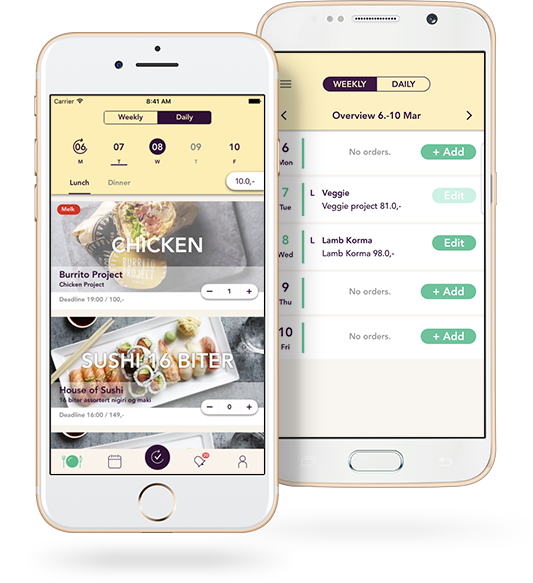 Carrier 8:41 AM
Weekly Daily
06 07 08 09 10
M T W T F
Lunch Dinner
10.0,-
Melk
BURRITO
PROJECT
CHICKEN
Burrito Project
Chicken Project
Deadline 19:00 / 100,-
− 1 +
SUSHI 16 BITER
House of Sushi
16 biter assortert nigiri og maki
Deadline 16:00 / 149,-
− 0 +
WEEKLY DAILY
< Overview 6.-10 Mar >
6 Mon
No orders.
+ Add
7 Tue
L Veggie
Veggie project 81.0,-
Edit
8 Wed
L Lamb Korma
Lamb Korma 98.0,-
Edit
9 Thu
No orders.
+ Add
10 Fri
No orders.
+ Add